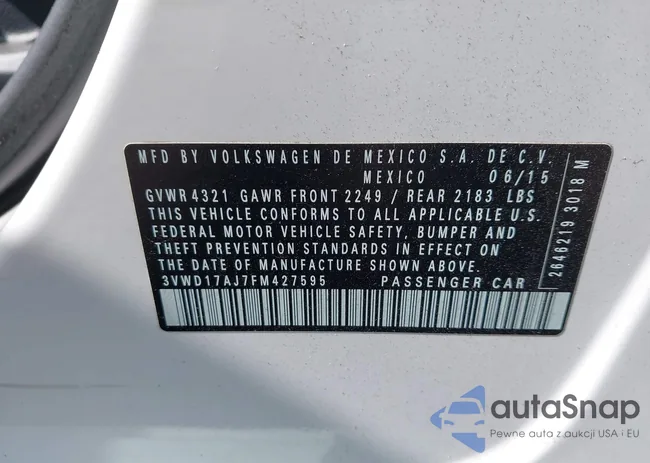 MFD BY VOLKSWAGEN DE MEXICO S.A. DE C.V.
MEXICO 06/15
GVWR 4321 GAWR FRONT 2249 / REAR 2183 LBS
THIS VEHICLE CONFORMS TO ALL APPLICABLE U.S.
FEDERAL MOTOR VEHICLE SAFETY, BUMPER AND
THEFT PREVENTION STANDARDS IN EFFECT ON
THE DATE OF MANUFACTURE SHOWN ABOVE.
3VWD17AJ7FM427595 PASSENGER CAR
2646219 3018 M
autoSnap
Pewne auta z aukcji USA i EU